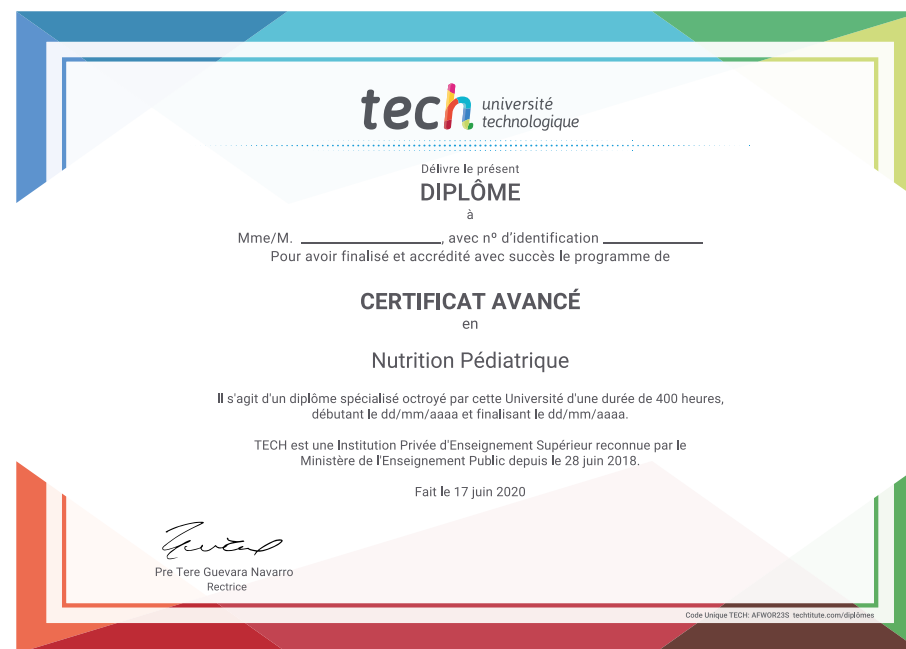 tech université
technologique
Délivre le présent
DIPLÔME
à
Mme/M. ____________________, avec nº d'identification ______________
Pour avoir finalisé et accrédité avec succès le programme de
CERTIFICAT AVANCÉ
en
Nutrition Pédiatrique
Il s'agit d'un diplôme spécialisé octroyé par cette Université d'une durée de 400 heures,
débutant le dd/mm/aaaa et finalisant le dd/mm/aaaa.
TECH est une Institution Privée d'Enseignement Supérieur reconnue par le
Ministère de l'Enseignement Public depuis le 28 juin 2018.
Fait le 17 juin 2020
Pre Tere Guevara Navarro
Rectrice
Code Unique TECH: AFWOR23S techtitute.com/diplômes